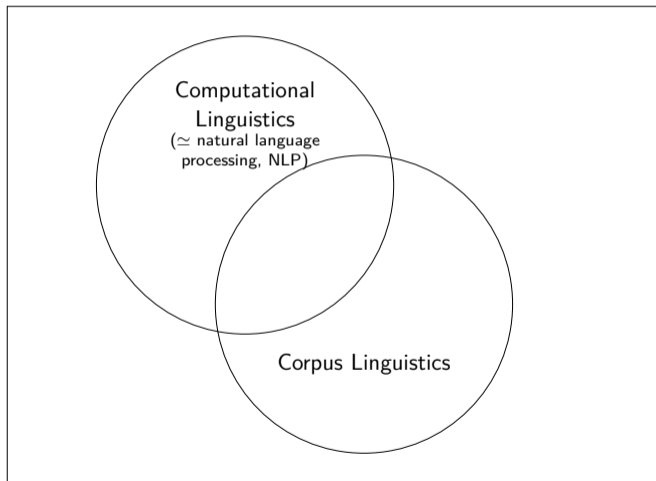 Computational
Linguistics
(≃ natural language
processing, NLP)
Corpus Linguistics